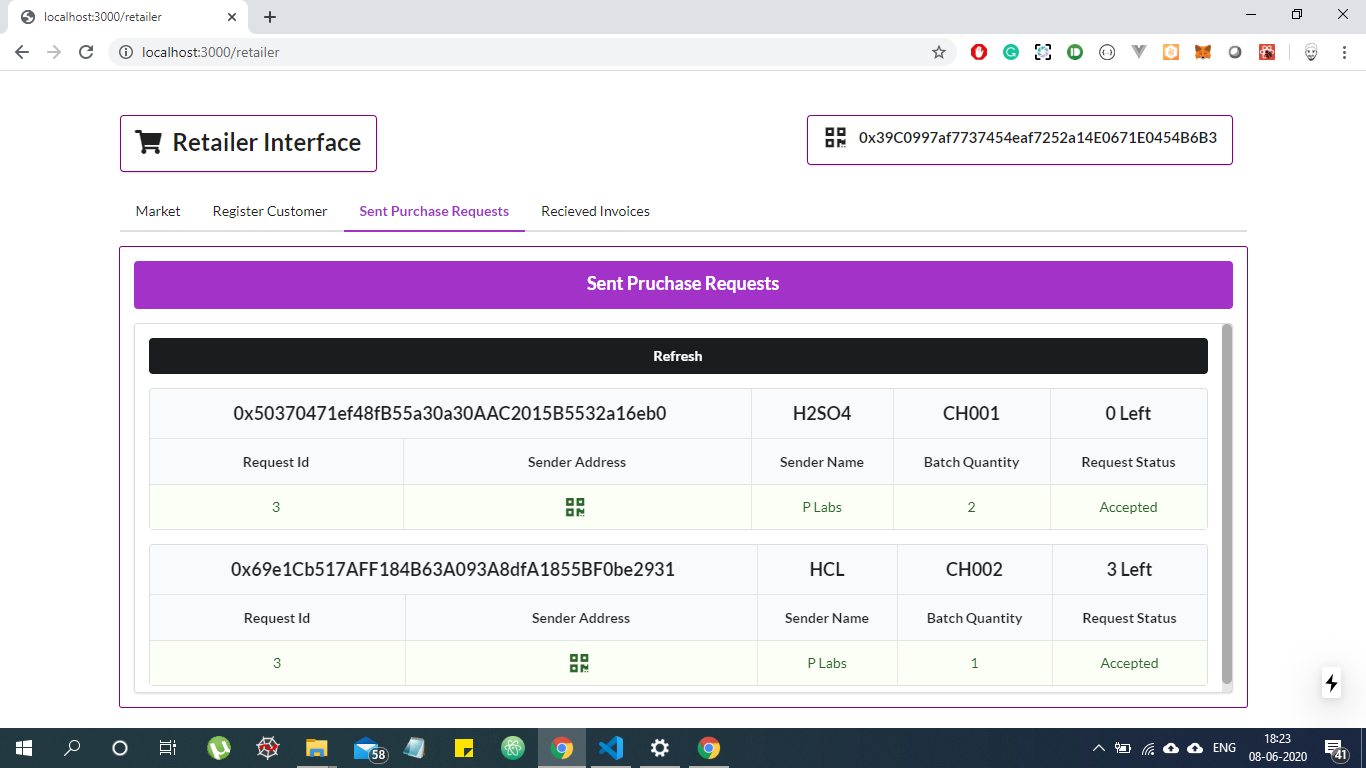 localhost:3000/retailer
localhost:3000/retailer
Retailer Interface
0x39C0997af7737454eaf7252a14E0671E0454B6B3
Market Register Customer Sent Purchase Requests Recieved Invoices
Sent Pruchase Requests
Refresh
0x50370471ef48fB55a30a30AAC2015B5532a16eb0 H2SO4 CH001 0 Left
Request Id Sender Address Sender Name Batch Quantity Request Status
3 P Labs 2 Accepted
0x69e1Cb517AFF184B63A093A8dfA1855BF0be2931 HCL CH002 3 Left
Request Id Sender Address Sender Name Batch Quantity Request Status
3 P Labs 1 Accepted
58
ENG
18:23
08-06-2020
41